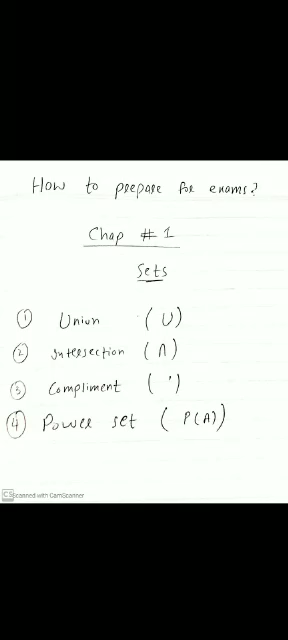 How to prepare for exams?
Chap # 1
Sets
① Union (∪)
② Intersection (∩)
③ Compliment (')
④ Power set ( P(A))
CS Scanned with CamScanner